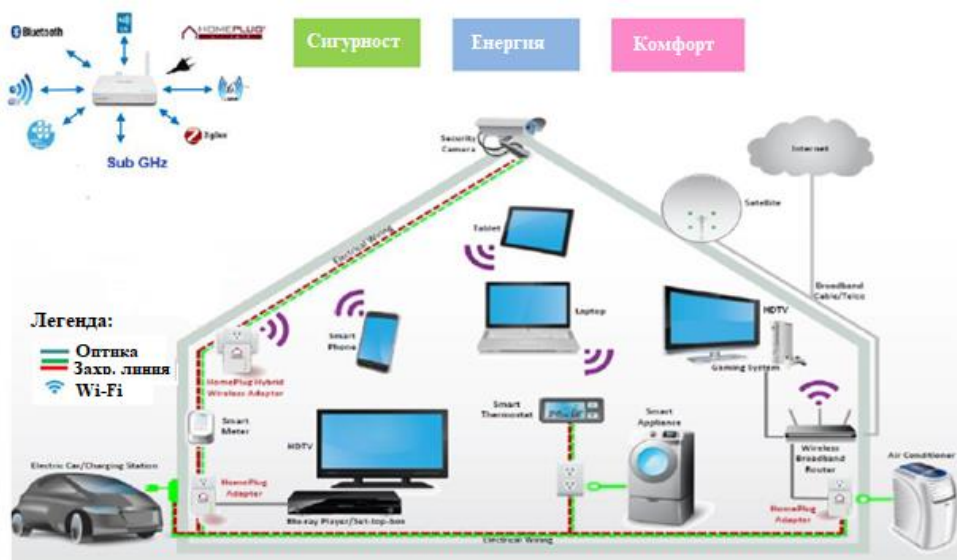 Bluetooth
HOMEPLUG
Zigbee
Sub GHz
Сигурност
Енергия
Комфорт
Security
Camera
Internet
Satellite
Tablet
Electrical Wiring
Broadband
Cable/Telco
Легенда:
Оптика
Захр. линия
Wi-Fi
Smart
Phone
Laptop
HDTV
Gaming System
HomePlug Hybrid
Wireless Adapter
Smart
Meter
HDTV
Smart
Thermostat
Smart
Appliance
Wireless
Broadband
Router
Air Conditioner
Electric Car/Charging Station
HomePlug
Adapter
Blu-ray Player/Set-top-box
HomePlug
Adapter
Electrical Wiring